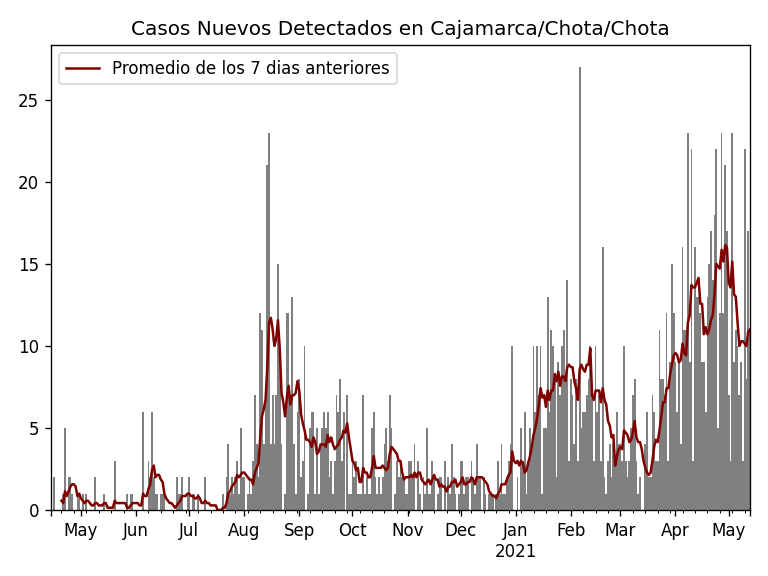 Casos Nuevos Detectados en Cajamarca/Chota/Chota
Promedio de los 7 dias anteriores
25
20
15
10
5
0
May Jun Jul Aug Sep Oct Nov Dec Jan Feb Mar Apr May
2021